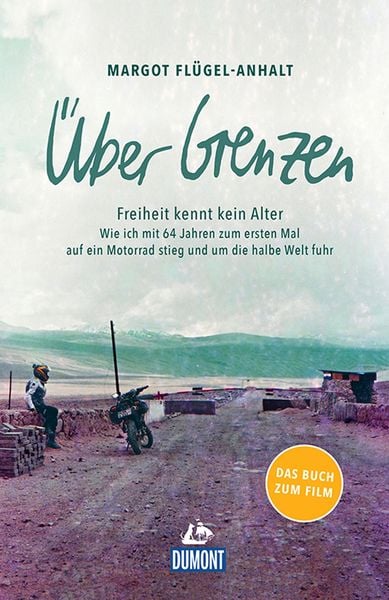 MARGOT FLÜGEL-ANHALT
Über Grenzen
Freiheit kennt kein Alter
Wie ich mit 64 Jahren zum ersten Mal
auf ein Motorrad stieg und um die halbe Welt fuhr
DAS BUCH
ZUM FILM
DUMONT